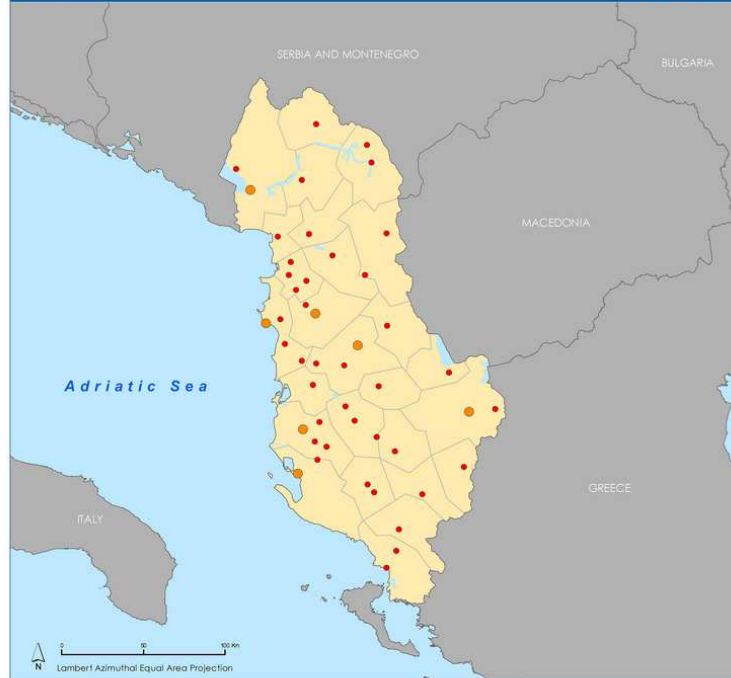 SERBIA AND MONTENEGRO
BULGARIA
MACEDONIA
Adriatic Sea
GREECE
ITALY
0 50 100 Km
N
Lambert Azimuthal Equal Area Projection